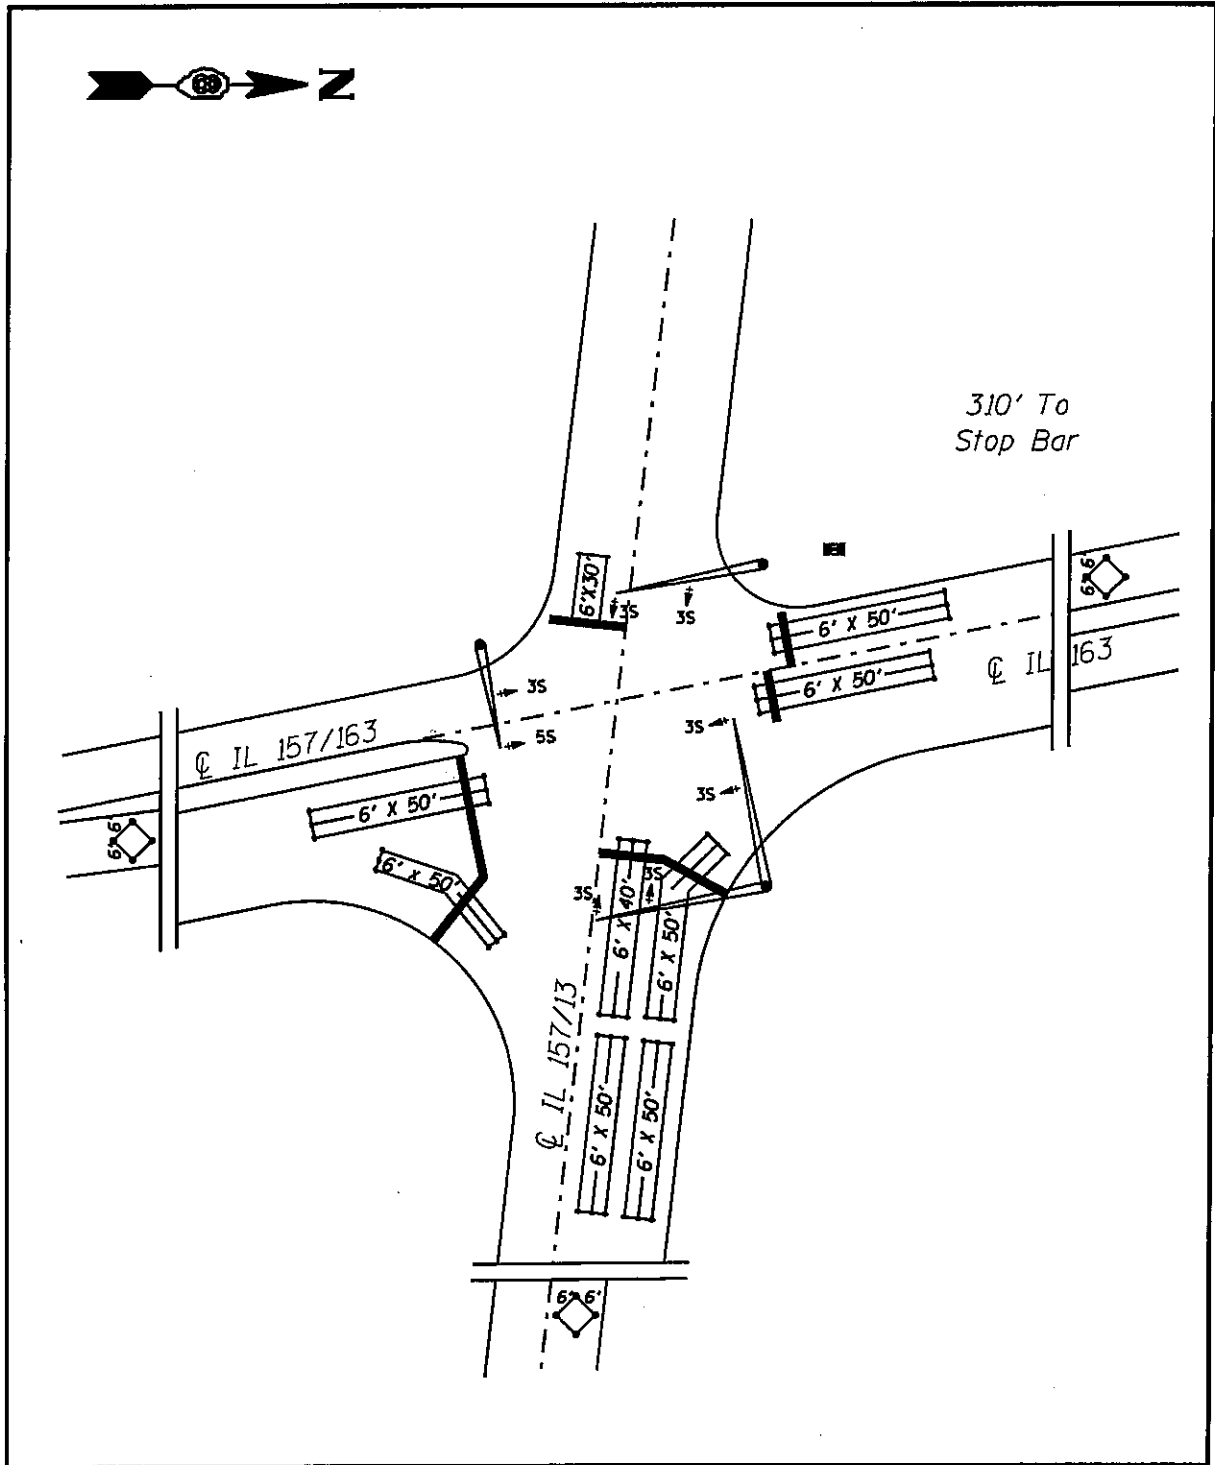 N
310' To
Stop Bar
6' 6'
6'X30'
3S
3S
6' X 50'
6' X 50'
℄ IL 163
3S
5S
℄ IL 157/163
3S
3S
6' 6'
6' X 50'
6' X 50'
3S
3S
6' X 40'
6' X 50'
℄ IL 157/13
6' X 50'
6' X 50'
6' 6'